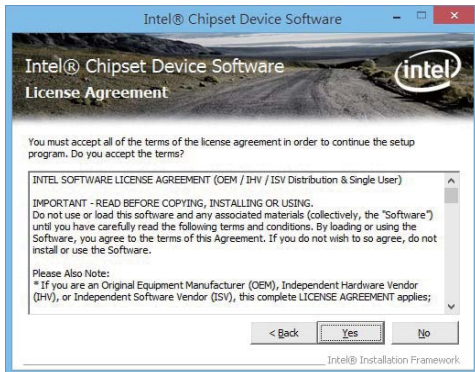 Intel® Chipset Device Software
Intel® Chipset Device Software
License Agreement
intel
You must accept all of the terms of the license agreement in order to continue the setup
program. Do you accept the terms?
INTEL SOFTWARE LICENSE AGREEMENT (OEM / IHV / ISV Distribution & Single User)
IMPORTANT - READ BEFORE COPYING, INSTALLING OR USING.
Do not use or load this software and any associated materials (collectively, the "Software")
until you have carefully read the following terms and conditions. By loading or using the
Software, you agree to the terms of this Agreement. If you do not wish to so agree, do not
install or use the Software.
Please Also Note:
* If you are an Original Equipment Manufacturer (OEM), Independent Hardware Vendor
(IHV), or Independent Software Vendor (ISV), this complete LICENSE AGREEMENT applies;
< Back
Yes
No
Intel® Installation Framework